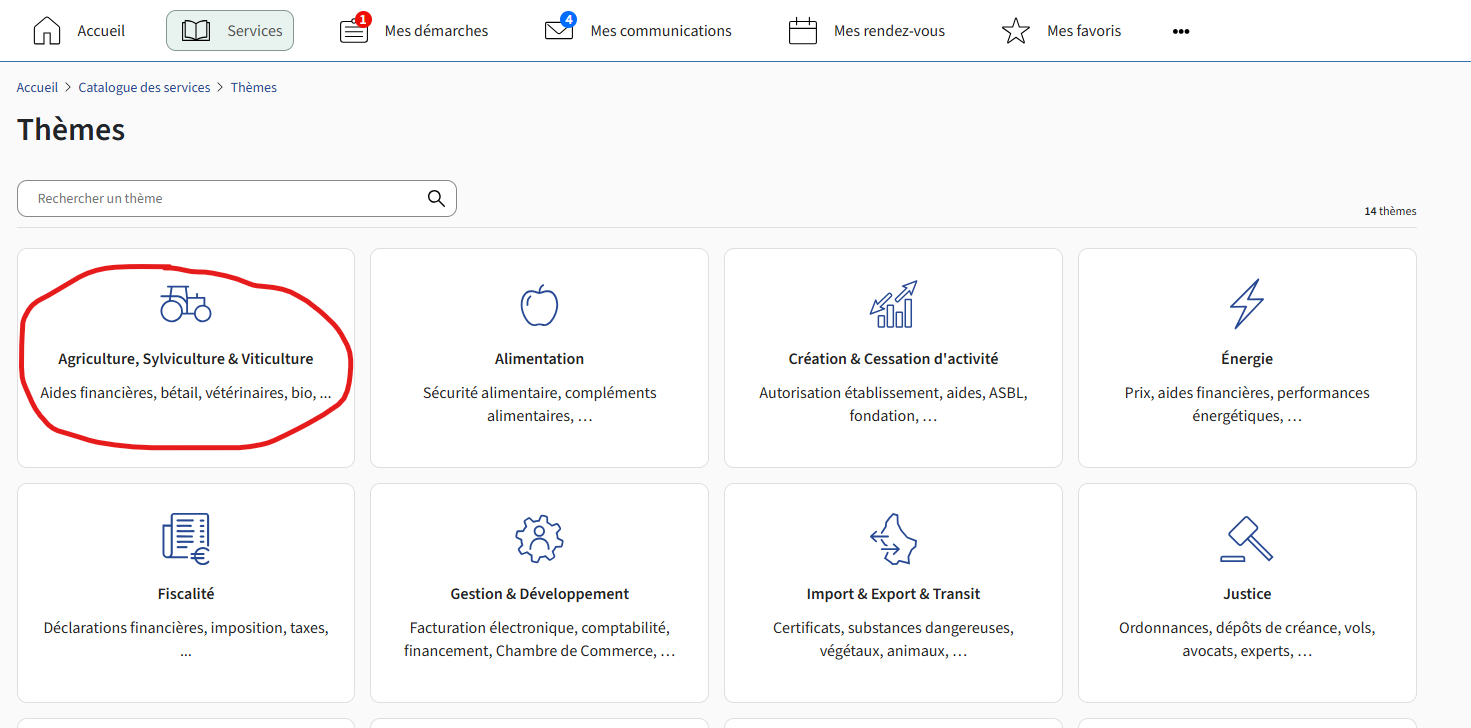 Accueil
Services
1
Mes démarches
4
Mes communications
Mes rendez-vous
Mes favoris
•••
Accueil > Catalogue des services > Thèmes
Thèmes
Rechercher un thème
14 thèmes
Agriculture, Sylviculture & Viticulture
Aides financières, bétail, vétérinaires, bio, ...
Alimentation
Sécurité alimentaire, compléments
alimentaires, …
Création & Cessation d'activité
Autorisation établissement, aides, ASBL,
fondation, …
Énergie
Prix, aides financières, performances
énergétiques, …
Fiscalité
Déclarations financières, imposition, taxes,
...
Gestion & Développement
Facturation électronique, comptabilité,
financement, Chambre de Commerce, …
Import & Export & Transit
Certificats, substances dangereuses,
végétaux, animaux, …
Justice
Ordonnances, dépôts de créance, vols,
avocats, experts, …